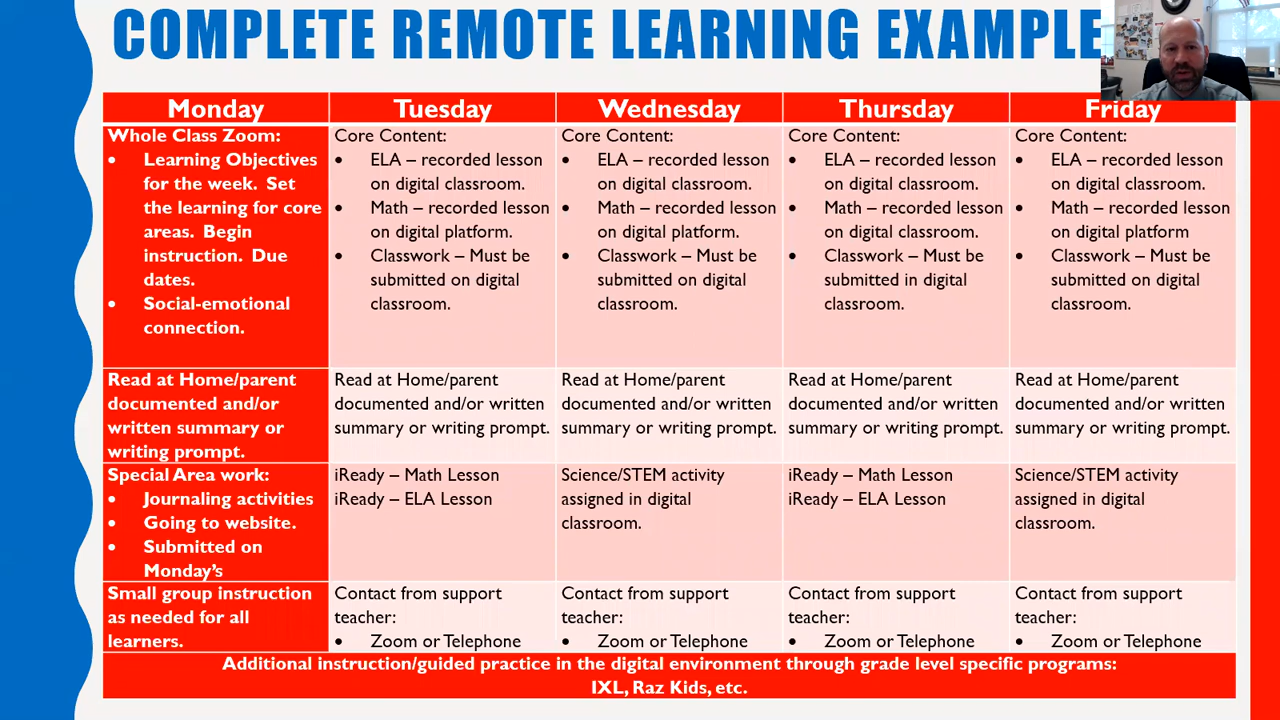 COMPLETE REMOTE LEARNING EXAMPLE
Monday
Tuesday
Wednesday
Thursday
Friday
Whole Class Zoom:
• Learning Objectives
for the week. Set
the learning for core
areas. Begin
instruction. Due
dates.
• Social-emotional
connection.
Core Content:
• ELA – recorded lesson
on digital classroom.
• Math – recorded lesson
on digital platform.
• Classwork – Must be
submitted on digital
classroom.
Core Content:
• ELA – recorded lesson
on digital classroom.
• Math – recorded lesson
on digital platform.
• Classwork – Must be
submitted on digital
classroom.
Core Content:
• ELA – recorded lesson
on digital classroom.
• Math – recorded lesson
on digital classroom.
• Classwork – Must be
submitted in digital
classroom.
Core Content:
• ELA – recorded lesson
on digital classroom.
• Math – recorded lesson
on digital platform
• Classwork – Must be
submitted on digital
classroom.
Read at Home/parent
documented and/or
written summary or
writing prompt.
Read at Home/parent
documented and/or written
summary or writing prompt.
Read at Home/parent
documented and/or written
summary or writing prompt.
Read at Home/parent
documented and/or written
summary or writing prompt.
Read at Home/parent
documented and/or written
summary or writing prompt.
Special Area work:
• Journaling activities
• Going to website.
• Submitted on
Monday's
iReady – Math Lesson
iReady – ELA Lesson
Science/STEM activity
assigned in digital
classroom.
iReady – Math Lesson
iReady – ELA Lesson
Science/STEM activity
assigned in digital
classroom.
Small group instruction
as needed for all
learners.
Contact from support
teacher:
• Zoom or Telephone
Contact from support
teacher:
• Zoom or Telephone
Contact from support
teacher:
• Zoom or Telephone
Contact from support
teacher:
• Zoom or Telephone
Additional instruction/guided practice in the digital environment through grade level specific programs:
IXL, Raz Kids, etc.